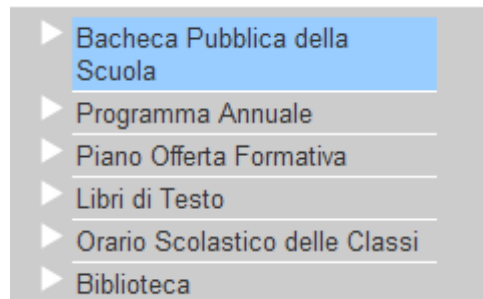 Bacheca Pubblica della
Scuola
Programma Annuale
Piano Offerta Formativa
Libri di Testo
Orario Scolastico delle Classi
Biblioteca